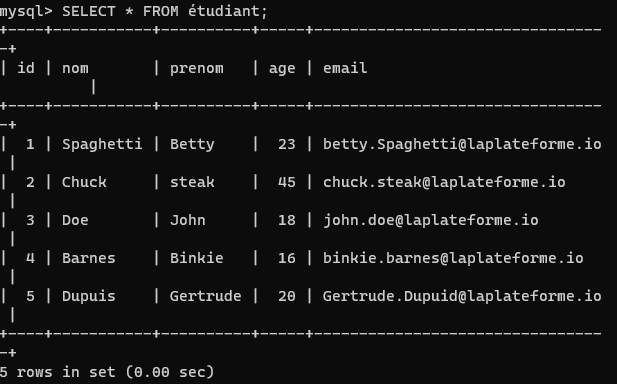 mysql> SELECT * FROM étudiant;
+----+-----------+----------+-----+--------------------------------
-+
| id | nom       | prenom   | age | email
          |
+----+-----------+----------+-----+--------------------------------
-+
|  1 | Spaghetti | Betty    |  23 | betty.Spaghetti@laplateforme.io
 |
|  2 | Chuck     | steak    |  45 | chuck.steak@laplateforme.io
 |
|  3 | Doe       | John     |  18 | john.doe@laplateforme.io
 |
|  4 | Barnes    | Binkie   |  16 | binkie.barnes@laplateforme.io
 |
|  5 | Dupuis    | Gertrude |  20 | Gertrude.Dupuid@laplateforme.io
 |
+----+-----------+----------+-----+--------------------------------
-+
5 rows in set (0.00 sec)